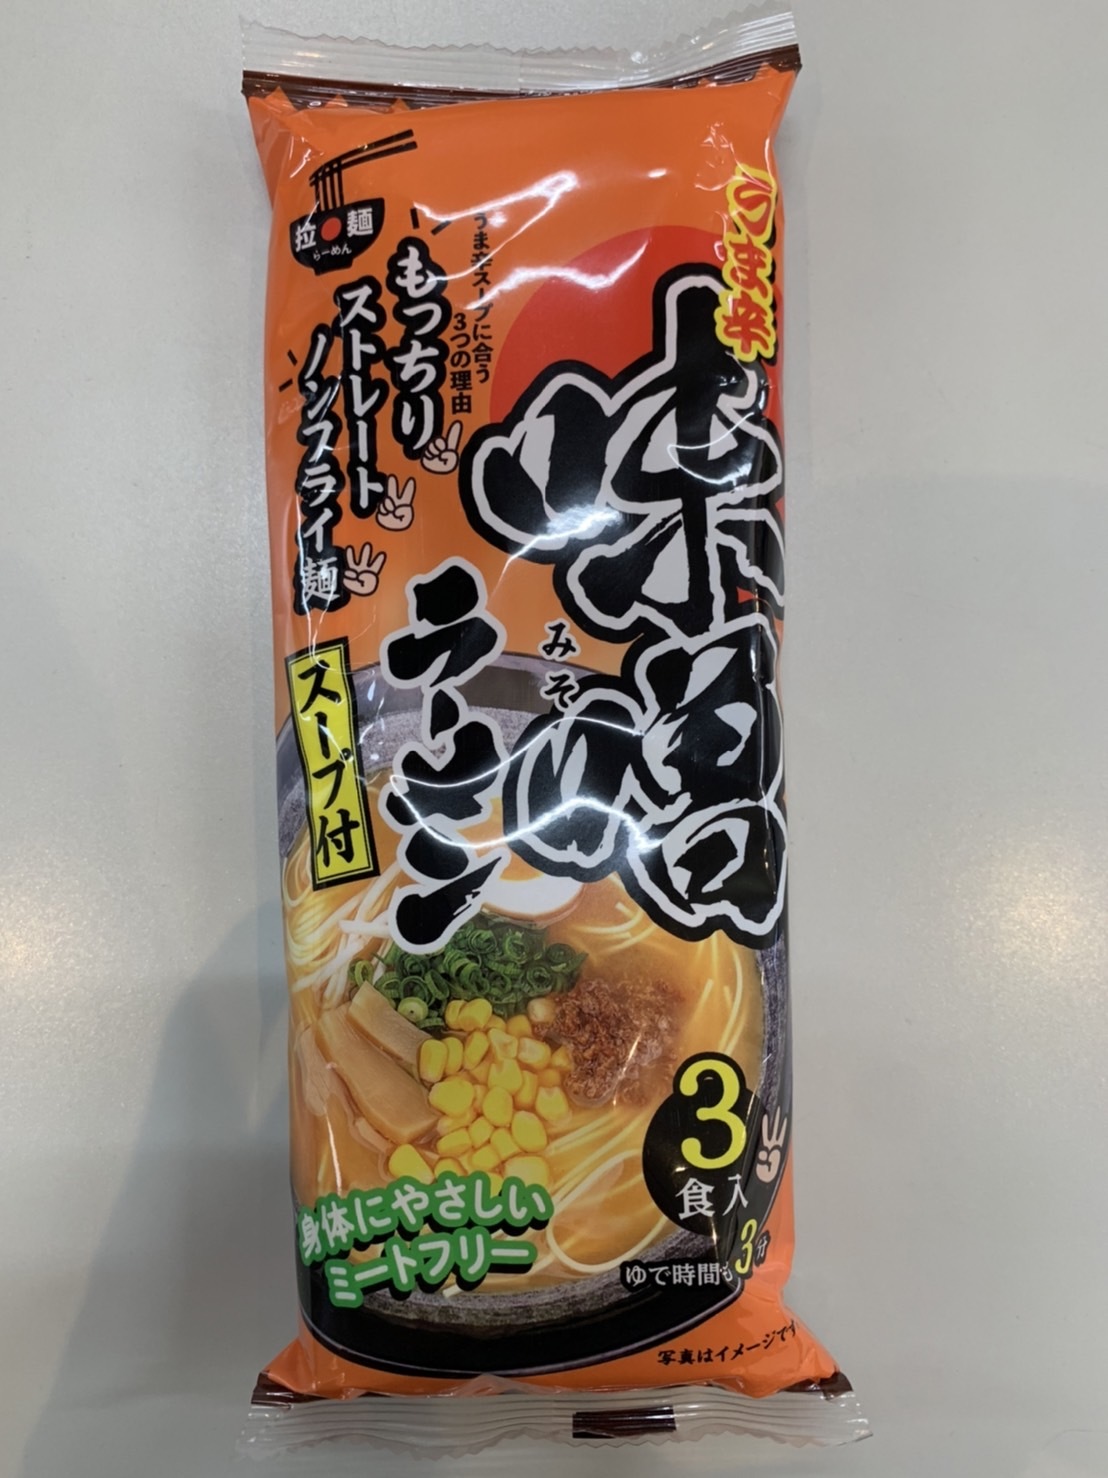 拉麺
らーめん
うま辛
味噌
みそ
ラーメン
うま辛スープに合う
3つの理由
もっちり
ストレート
ノンフライ麺
スープ付
3
食入
ゆで時間も3分
身体にやさしい
ミートフリー
写真はイメージです